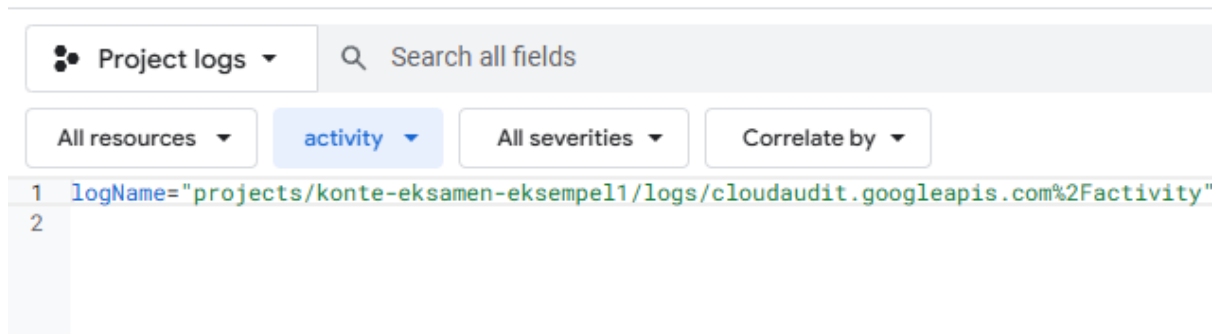 Project logs Search all fields
All resources activity All severities Correlate by
1 logName="projects/konte-eksamen-eksempel1/logs/cloudaudit.googleapis.com%2Factivity"
2